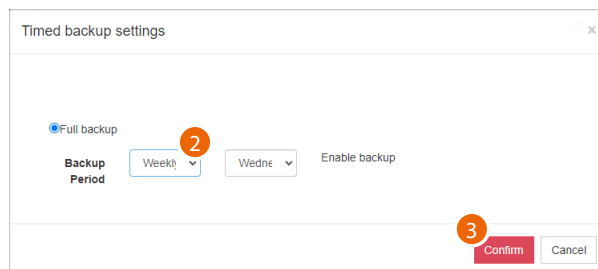 Timed backup settings ×
Full backup
2
Backup Period Weekly Wedne Enable backup
3
Confirm Cancel